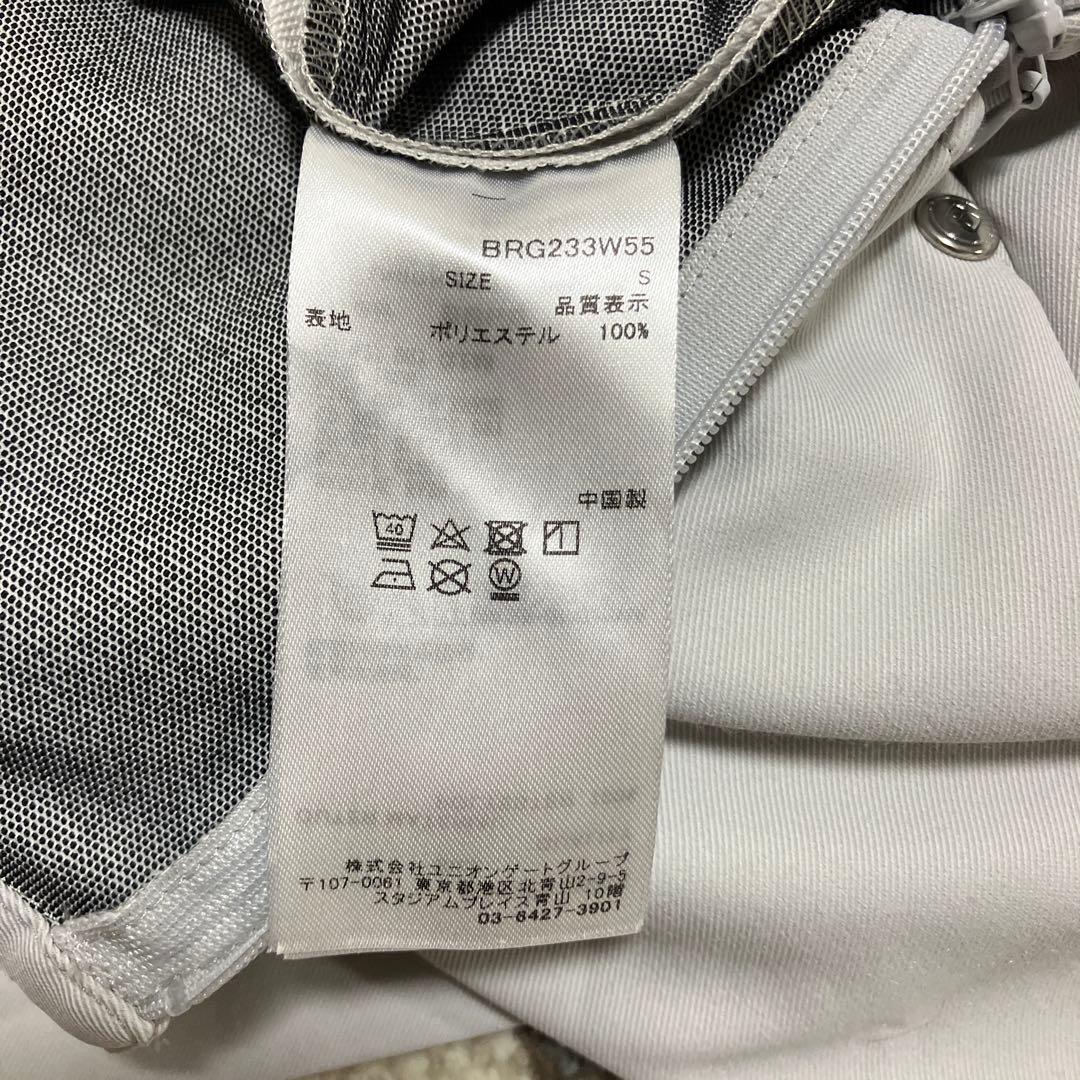 BRG233W55
SIZE S
品質表示
表地 ポリエステル 100%
中国製
40
W
株式会社ユニオンゲートグループ
〒107-0061 東京都港区北青山2-9-5
スタジアムプレイス青山 10階
03-6427-3901